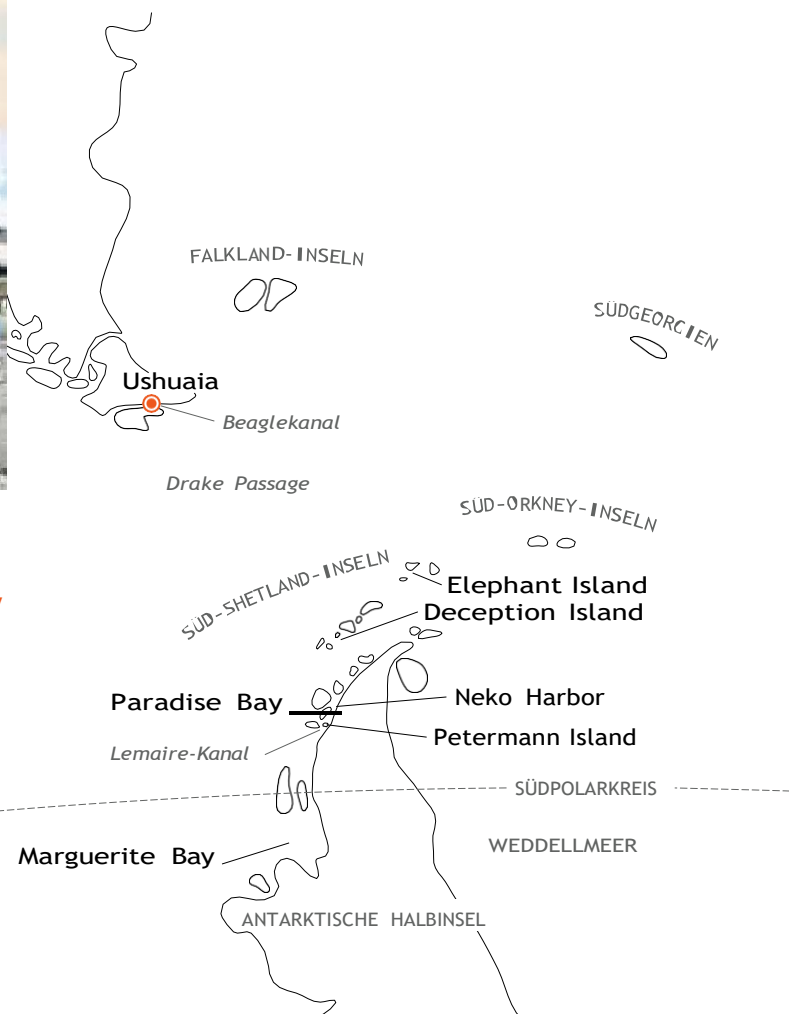 FALKLAND-INSELN
SÜDGEORCIEN
Ushuaia
Beaglekanal
Drake Passage
SÜD-ORKNEY-INSELN
SÜD-SHETLAND-INSELN
Elephant Island
Deception Island
Paradise Bay
Neko Harbor
Petermann Island
Lemaire-Kanal
SÜDPOLARKREIS
WEDDELLMEER
Marguerite Bay
ANTARKTISCHE HALBINSEL